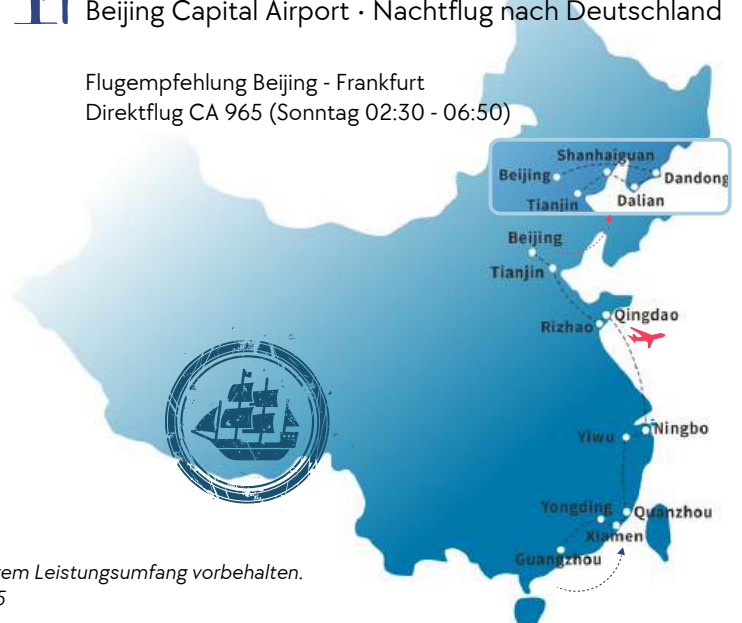 Beijing Capital Airport · Nachtflug nach Deutschland
Flugempfehlung Beijing - Frankfurt
Direktflug CA 965 (Sonntag 02:30 - 06:50)
Shanhaiguan
Beijing
Dandong
Tianjin
Dalian
Beijing
Tianjin
Qingdao
Rizhao
Ningbo
Yiwu
Yongding
Quanzhou
Xiamen
Guangzhou
Leistungsumfang vorbehalten.